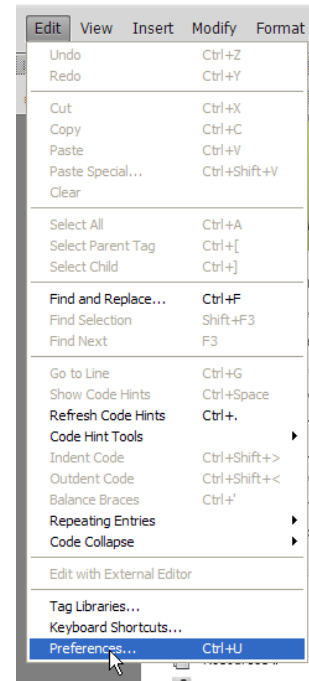 Edit View Insert Modify Format
Undo Ctrl+Z
Redo Ctrl+Y
Cut Ctrl+X
Copy Ctrl+C
Paste Ctrl+V
Paste Special... Ctrl+Shift+V
Clear
Select All Ctrl+A
Select Parent Tag Ctrl+[
Select Child Ctrl+]
Find and Replace... Ctrl+F
Find Selection Shift+F3
Find Next F3
Go to Line Ctrl+G
Show Code Hints Ctrl+Space
Refresh Code Hints Ctrl+.
Code Hint Tools
Indent Code Ctrl+Shift+>
Outdent Code Ctrl+Shift+<
Balance Braces Ctrl+'
Repeating Entries
Code Collapse
Edit with External Editor
Tag Libraries...
Keyboard Shortcuts...
Preferences... Ctrl+U